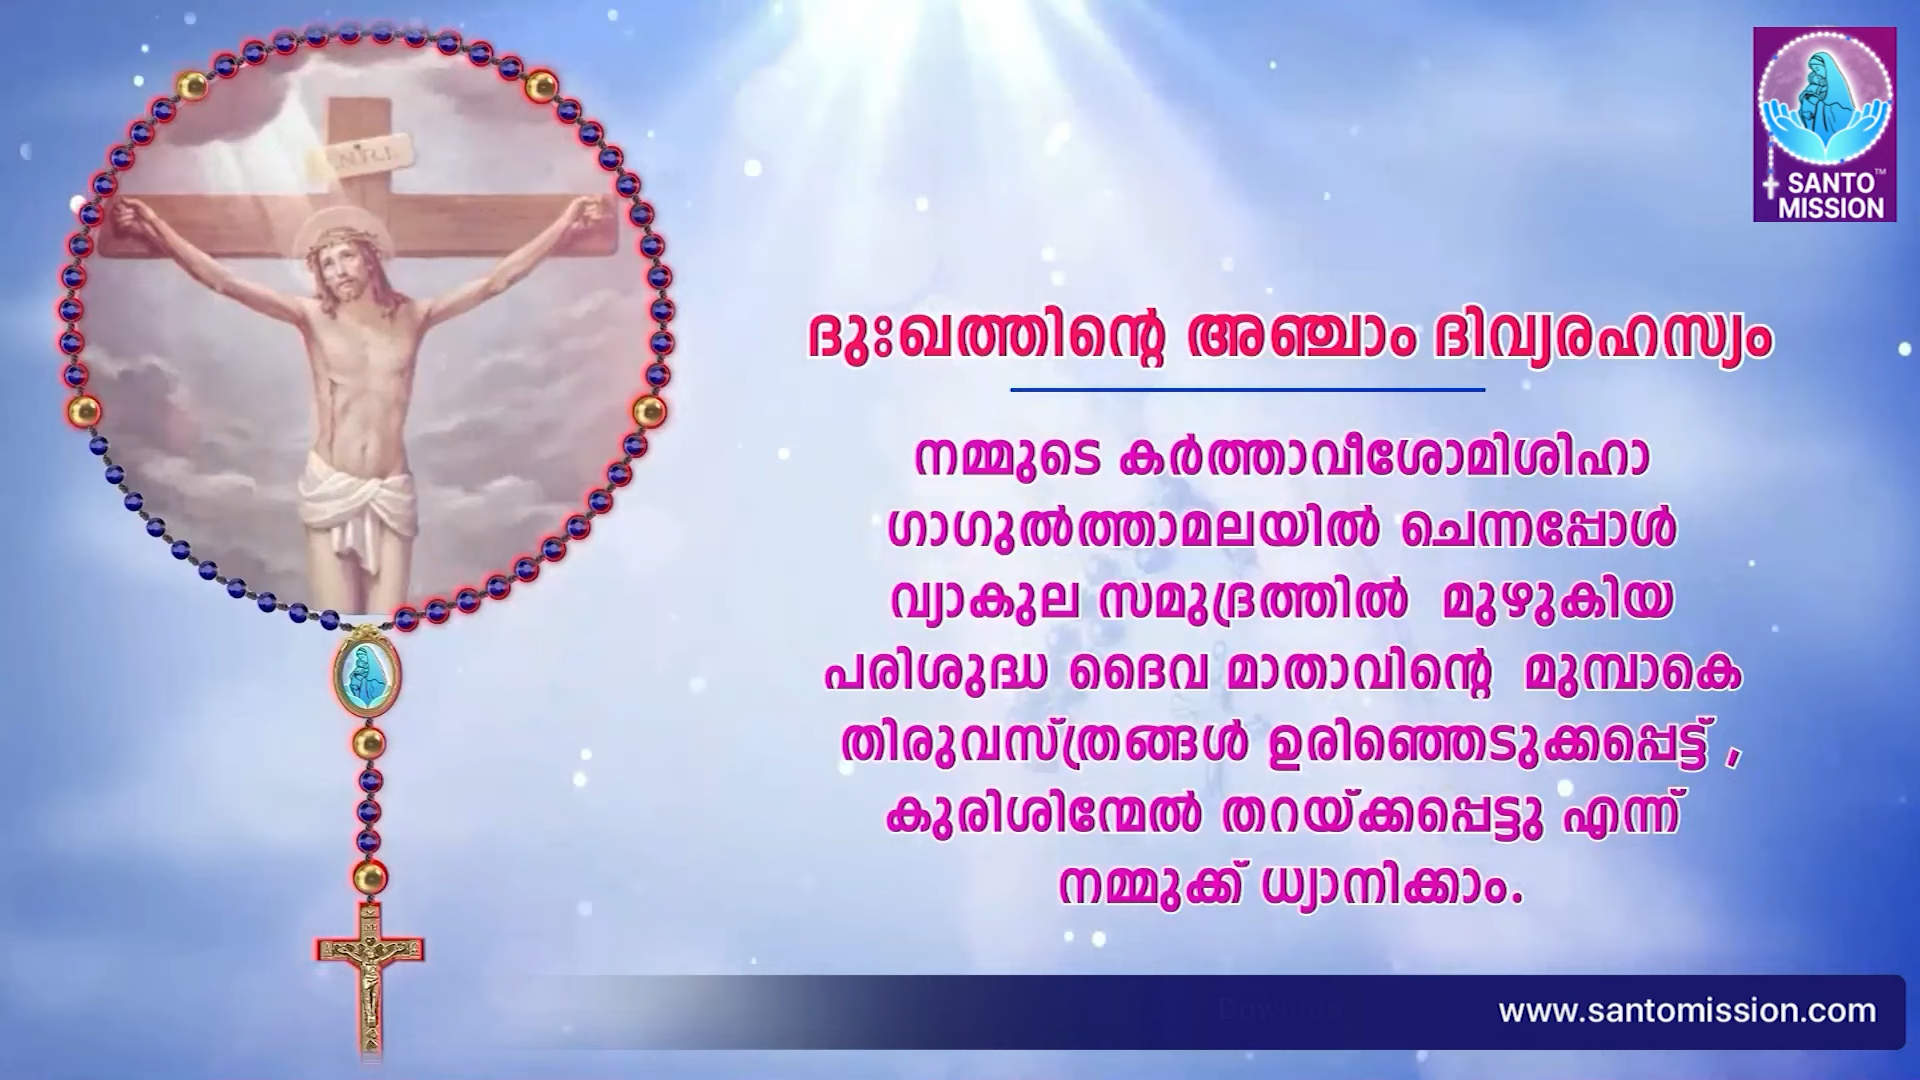 I.N.R.I.
SANTO™
MISSION
ദുഃഖത്തിന്റെ അഞ്ചാം ദിവ്യരഹസ്യം
നമ്മുടെ കർത്താവീശോമിശിഹാ
ഗാഗുൽത്താമലയിൽ ചെന്നപ്പോൾ
വ്യാകുല സമുദ്രത്തിൽ മുഴുകിയ
പരിശുദ്ധ ദൈവ മാതാവിന്റെ മുമ്പാകെ
തിരുവസ്ത്രങ്ങൾ ഉരിഞ്ഞെടുക്കപ്പെട്ട് ,
കുരിശിന്മേൽ തറയ്ക്കപ്പെട്ടു എന്ന്
നമ്മുക്ക് ധ്യാനിക്കാം.
www.santomission.com